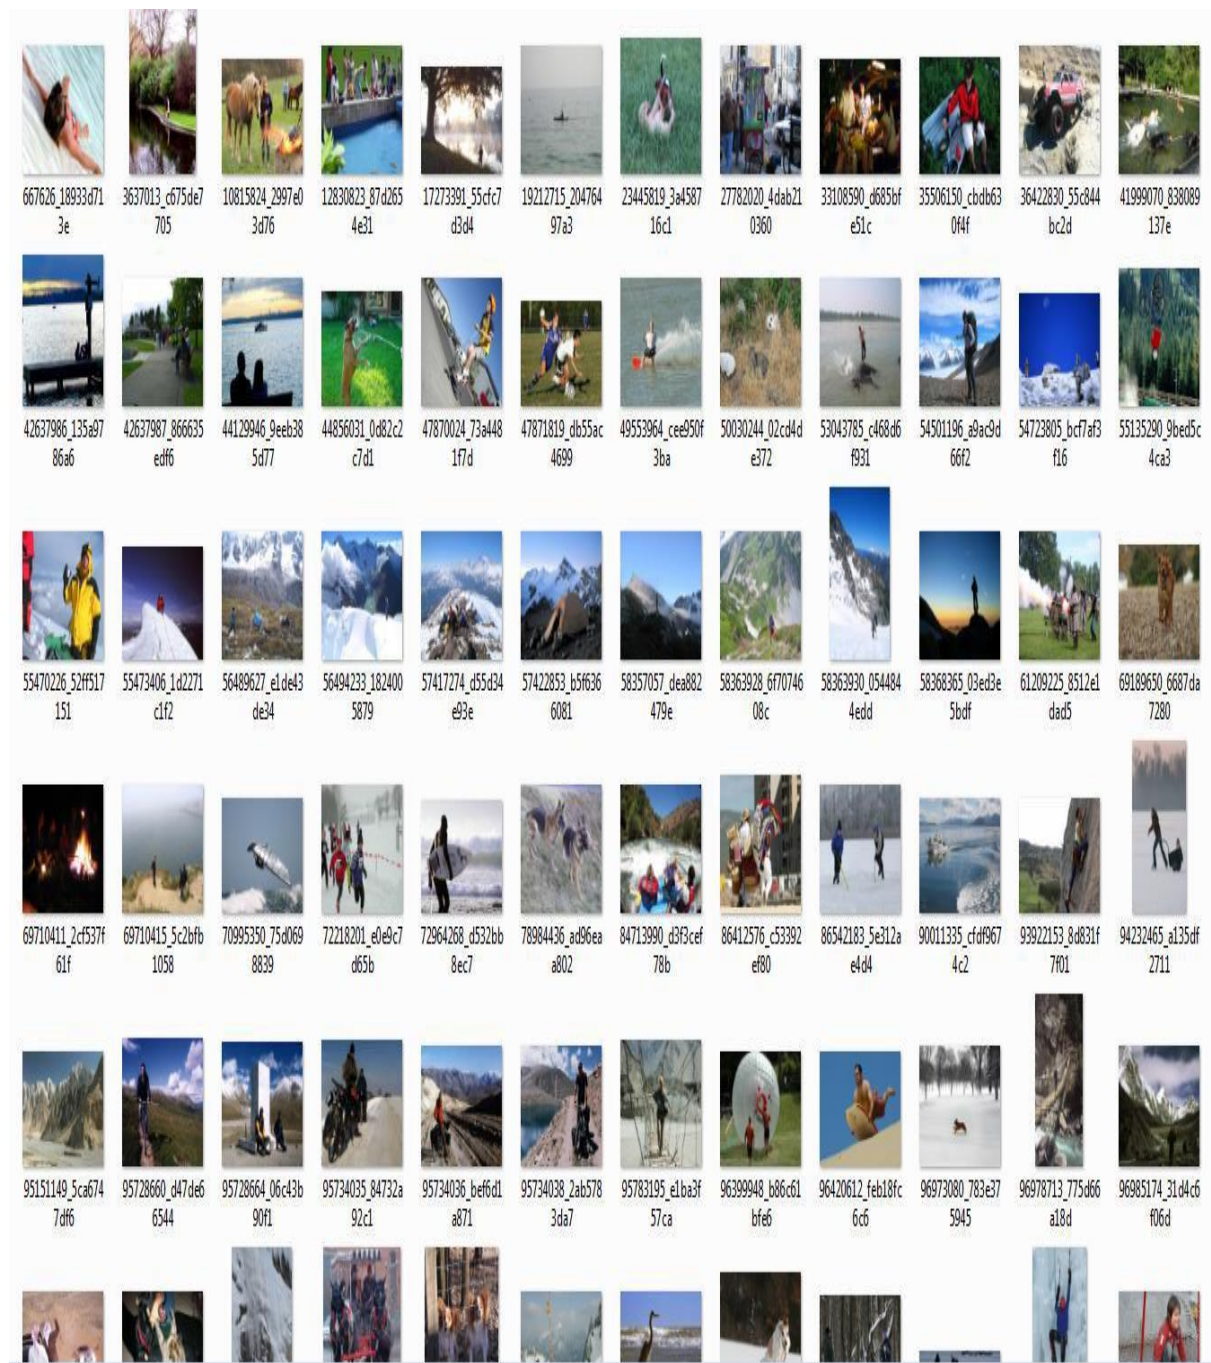 667626_18933d71 3637013_c675de7 10815824_2997e0 12830823_87d265 17273391_55cfc7 19212715_204764 23445819_3a4587 27782020_4dab21 33108590_d685bf 35506150_cbdb63 36422830_55c844 41999070_838089
3e 705 3d76 4e31 d3d4 97a3 16c1 0360 e51c 0f4f bc2d 137e
42637986_135a97 42637987_866635 44129946_9eeb38 44856031_0d82c2 47870024_73a448 47871819_db55ac 49553964_cee950f 50030244_02cd4d 53043785_c468d6 54501196_a9ac9d 54723805_bcf7af3 55135290_9bed5c
86a6 edf6 5d77 c7d1 1f7d 4699 3ba e372 f931 66f2 f16 4ca3
55470226_52ff517 55473406_1d2271 56489627_e1de43 56494233_182400 57417274_d55d34 57422853_b5f636 58357057_dea882 58363928_6f70746 58363930_054484 58368365_03ed3e 61209225_8512e1 69189650_6687da
151 c1f2 de34 5879 e93e 6081 479e 08c 4edd 5bdf dad5 7280
69710411_2cf537f 69710415_5c2bfb 70995350_75d069 72218201_e0e9c7 72964268_d532bb 78984436_ad96ea 84713990_d3f3cef 86412576_c53392 86542183_5e312a 90011335_cfdf967 93922153_8d831f 94232465_a135df
61f 1058 8839 d65b 8ec7 a802 78b ef80 e4d4 4c2 7f01 2711
95151149_5ca674 95728660_d47de6 95728664_06c43b 95734035_84732a 95734036_bef6d1 95734038_2ab578 95783195_e1ba3f 96399948_b86c61 96420612_feb18fc 96973080_783e37 96978713_775d66 96985174_31d4c6
7df6 6544 90f1 92c1 a871 3da7 57ca bfe6 6c6 5945 a18d f06d